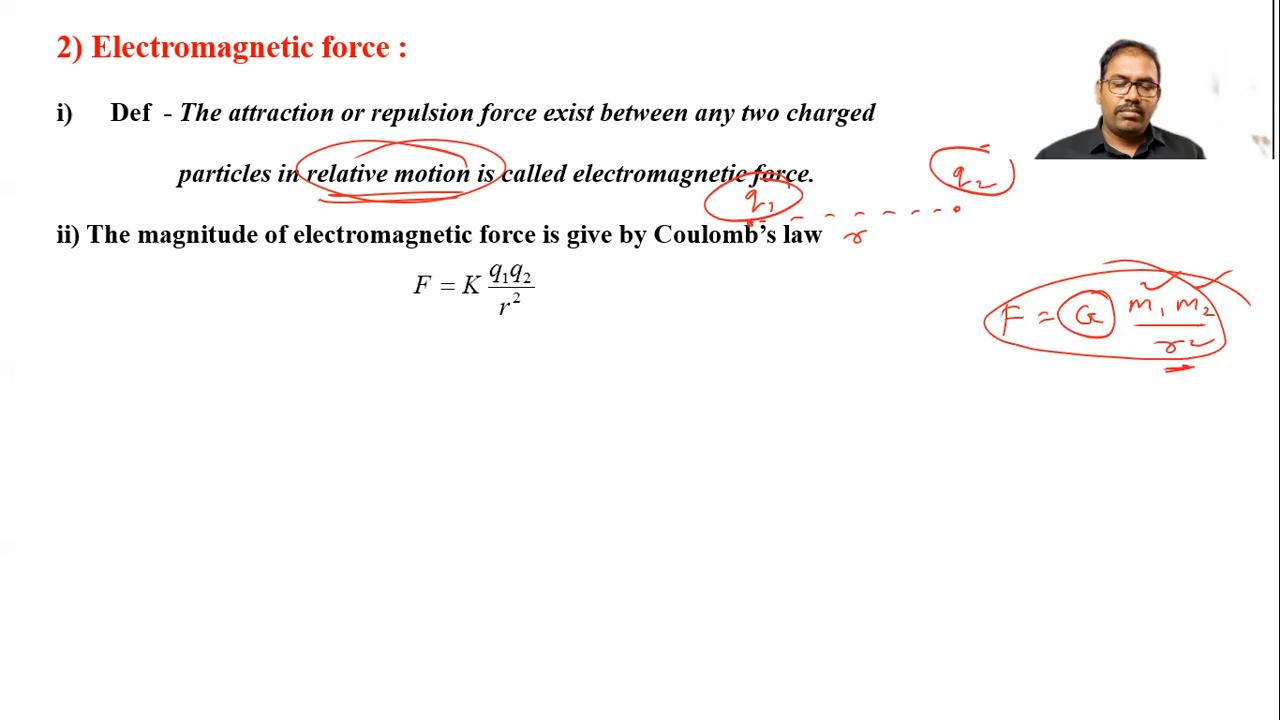 2) Electromagnetic force :
i) Def - The attraction or repulsion force exist between any two charged
particles in relative motion is called electromagnetic force.
q₁ q₂
ii) The magnitude of electromagnetic force is give by Coulomb's law r
F = K q₁q₂ / r²
F = G m₁ m₂ / r²